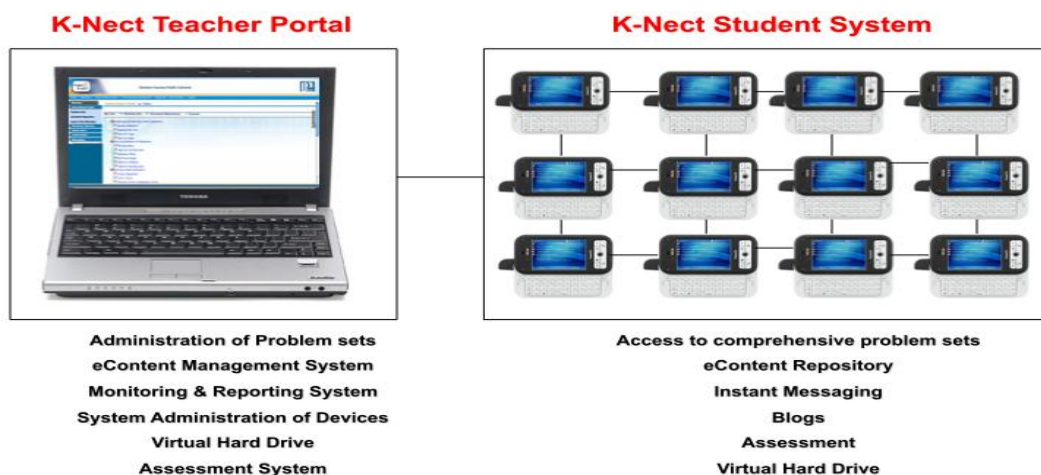 K-Nect Teacher Portal
K-Nect Student System
TOSHIBA
Administration of Problem sets
eContent Management System
Monitoring & Reporting System
System Administration of Devices
Virtual Hard Drive
Assessment System
Access to comprehensive problem sets
eContent Repository
Instant Messaging
Blogs
Assessment
Virtual Hard Drive